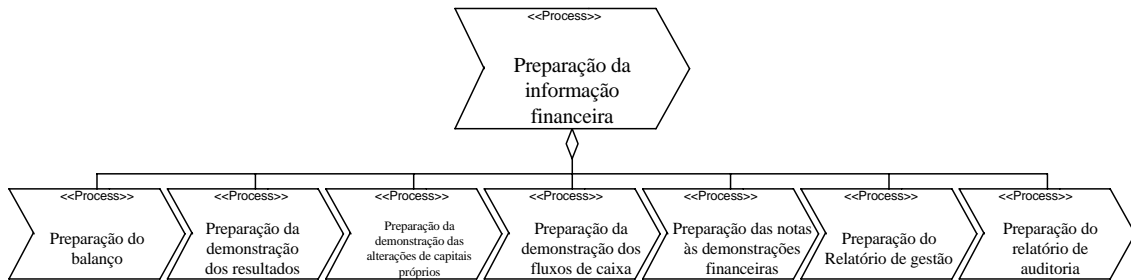 <<Process>>
Preparação da
informação
financeira
<<Process>>
Preparação do
balanço
<<Process>>
Preparação da
demonstração
dos resultados
<<Process>>
Preparação da
demonstração das
alterações de capitais
próprios
<<Process>>
Preparação da
demonstração dos
fluxos de caixa
<<Process>>
Preparação das notas
às demonstrações
financeiras
<<Process>>
Preparação do
Relatório de gestão
<<Process>>
Preparação do
relatório de
auditoria